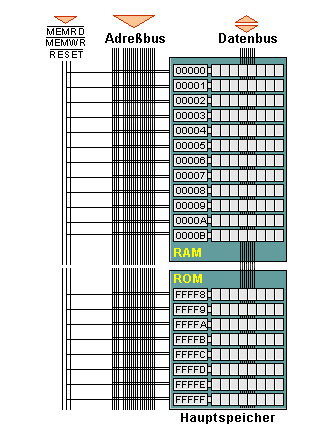 MEMRD
MEMWR
RESET
Adreßbus
Datenbus
00000
00001
00002
00003
00004
00005
00006
00007
00008
00009
0000A
0000B
RAM
ROM
FFFF8
FFFF9
FFFFA
FFFFB
FFFFC
FFFFD
FFFFE
FFFFF
Hauptspeicher